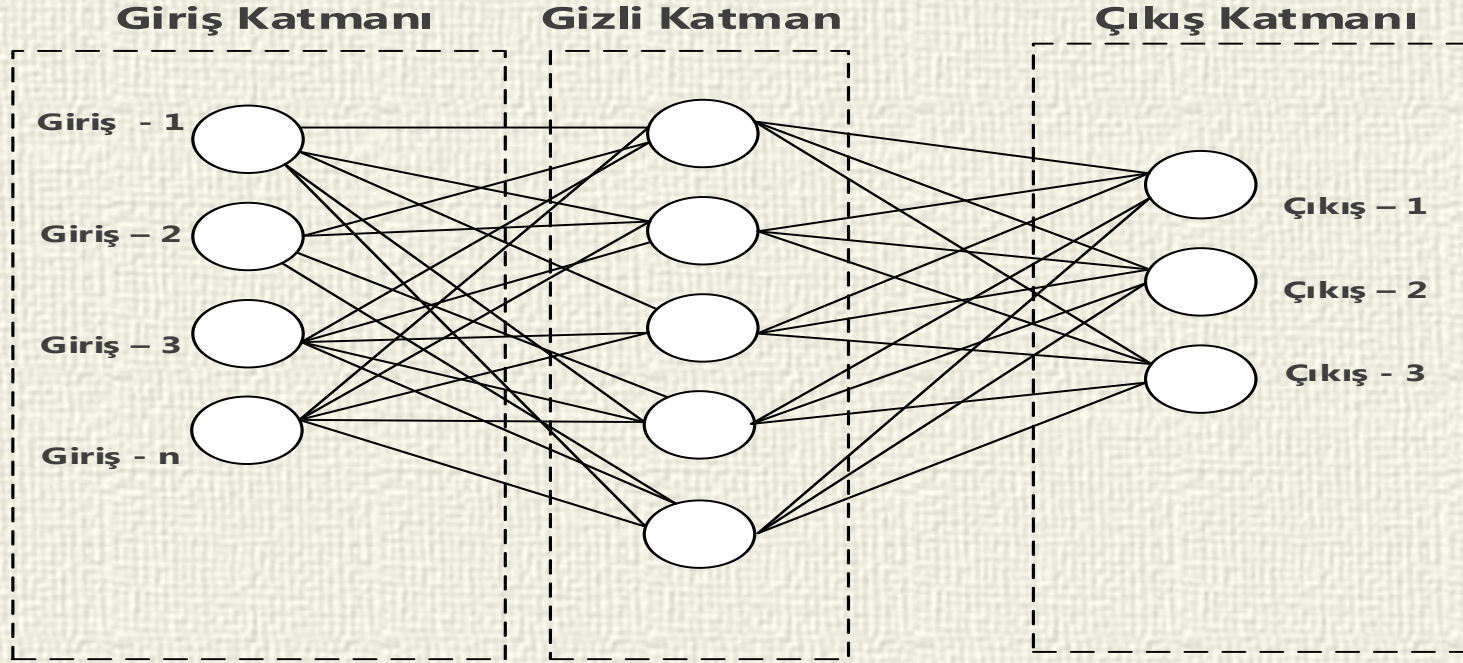 Giriş Katmanı
Gizli Katman
Çıkış Katmanı
Giriş - 1
Giriş – 2
Giriş – 3
Giriş - n
Çıkış – 1
Çıkış – 2
Çıkış - 3